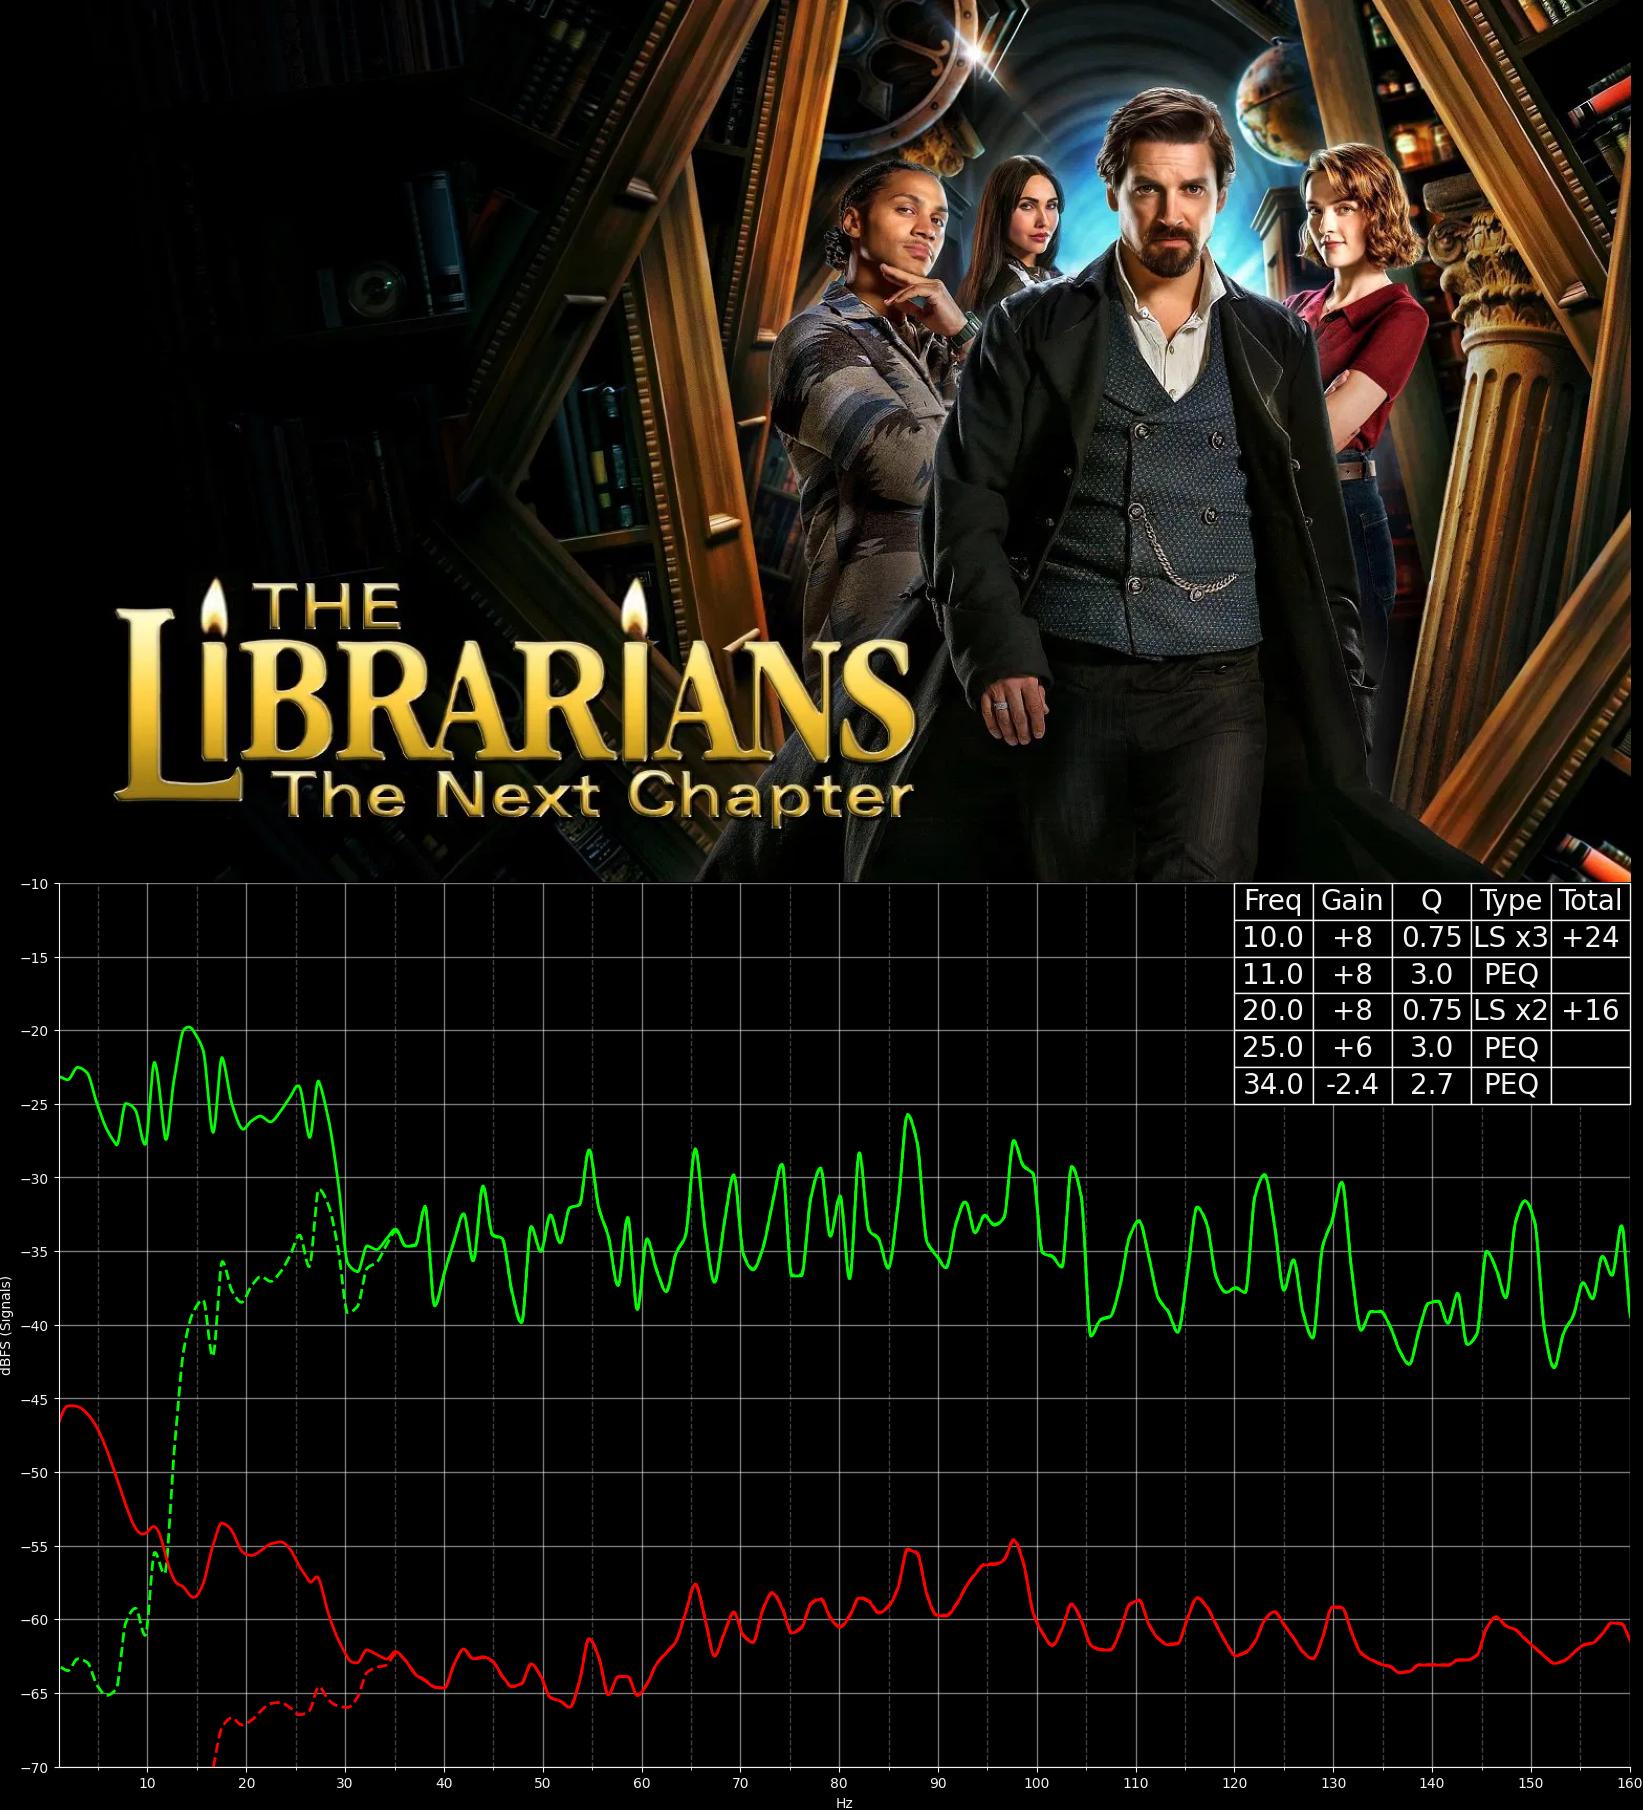 THE
LiBRARiANS
The Next Chapter
Freq Gain Q Type Total
10.0 +8 0.75 LS x3 +24
11.0 +8 3.0 PEQ
20.0 +8 0.75 LS x2 +16
25.0 +6 3.0 PEQ
34.0 -2.4 2.7 PEQ
−10
−15
−20
−25
−30
−35
−40
−45
−50
−55
−60
−65
−70
dBFS (Signals)
10 20 30 40 50 60 70 80 90 100 110 120 130 140 150 160
Hz